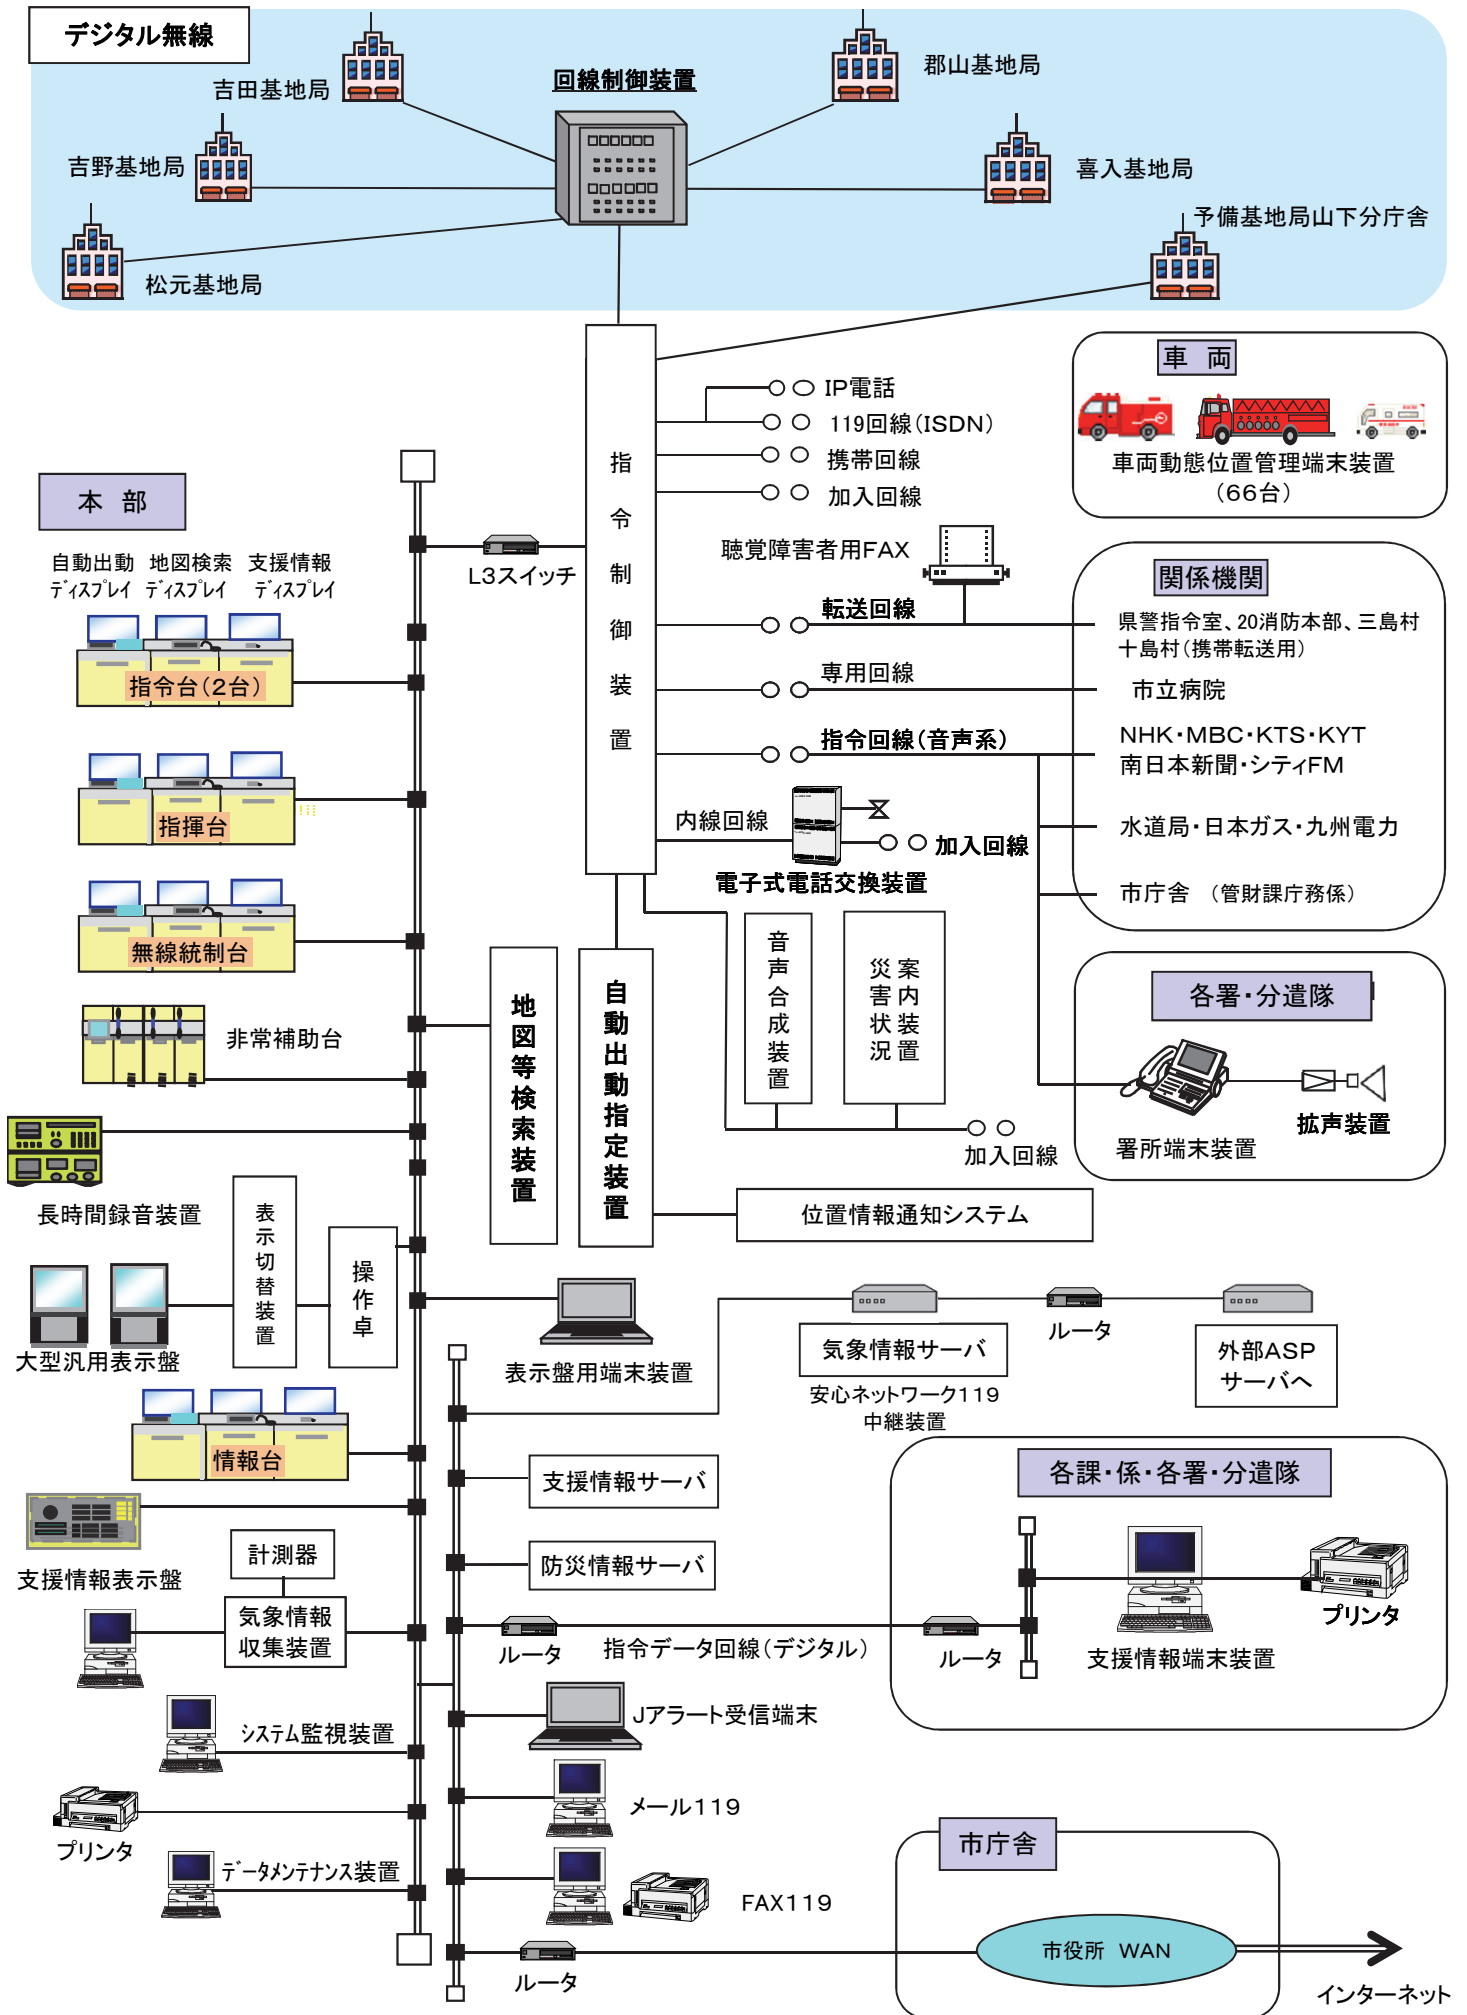 デジタル無線
回線制御装置
吉田基地局
郡山基地局
吉野基地局
喜入基地局
予備基地局山下分庁舎
松元基地局
車 両
車両動態位置管理端末装置
(66台)
指令制御装置
IP電話
119回線(ISDN)
携帯回線
加入回線
聴覚障害者用FAX
L3スイッチ
転送回線
専用回線
指令回線(音声系)
内線回線
加入回線
電子式電話交換装置
関係機関
県警指令室、20消防本部、三島村
十島村(携帯転送用)
市立病院
NHK・MBC・KTS・KYT
南日本新聞・シティFM
水道局・日本ガス・九州電力
市庁舎 (管財課庶務係)
本 部
自動出動 地図検索 支援情報
ディスプレイ ディスプレイ ディスプレイ
指令台(2台)
指揮台
無線統制台
非常補助台
長時間録音装置
地図等検索装置
自動出動指定装置
音声合成装置
災害状況
案内装置
加入回線
位置情報通知システム
各署・分遣隊
署所端末装置
拡声装置
表示切替装置
操作卓
大型汎用表示盤
表示盤用端末装置
気象情報サーバ
安心ネットワーク119
中継装置
ルータ
外部ASP
サーバへ
情報台
支援情報表示盤
支援情報サーバ
防災情報サーバ
計測器
気象情報
収集装置
ルータ
指令データ回線(デジタル)
ルータ
各課・係・各署・分遣隊
支援情報端末装置
プリンタ
Jアラート受信端末
システム監視装置
メール119
プリンタ
データメンテナンス装置
FAX119
ルータ
市庁舎
市役所 WAN
インターネット